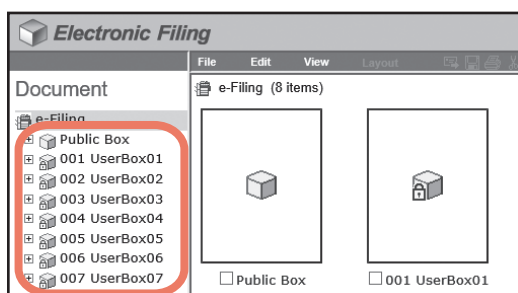 Electronic Filing
File Edit View Layout
Document
e-Filing (8 items)
e-Filing
Public Box
001 UserBox01
002 UserBox02
003 UserBox03
004 UserBox04
005 UserBox05
006 UserBox06
007 UserBox07
Public Box
001 UserBox01